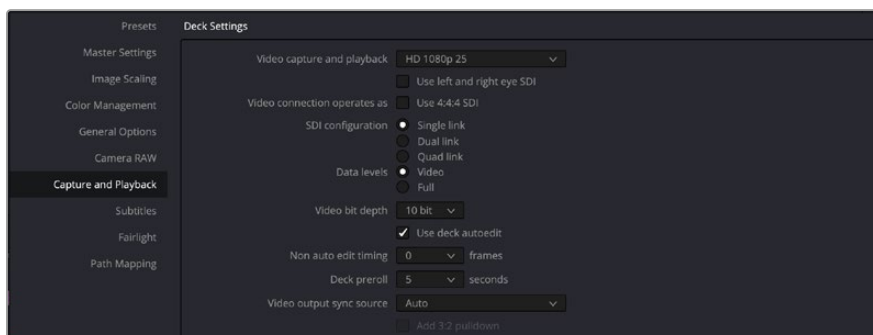 Presets
Master Settings
Image Scaling
Color Management
General Options
Camera RAW
Capture and Playback
Subtitles
Fairlight
Path Mapping
Deck Settings
Video capture and playback HD 1080p 25
Use left and right eye SDI
Video connection operates as Use 4:4:4 SDI
SDI configuration Single link
Dual link
Quad link
Data levels Video
Full
Video bit depth 10 bit
Use deck autoedit
Non auto edit timing 0 frames
Deck preroll 5 seconds
Video output sync source Auto
Add 3:2 pulldown